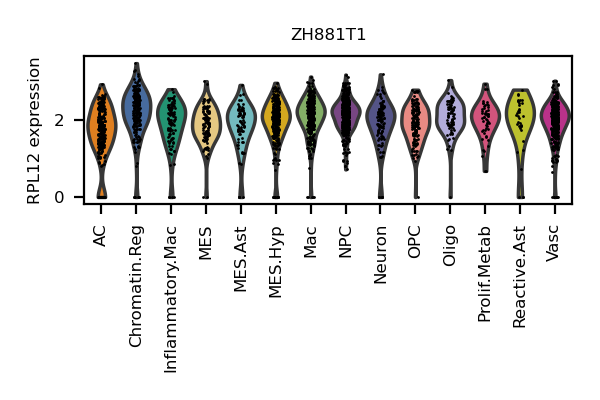 ZH881T1
RPL12 expression
2
0
AC
Chromatin.Reg
Inflammatory.Mac
MES
MES.Ast
MES.Hyp
Mac
NPC
Neuron
OPC
Oligo
Prolif.Metab
Reactive.Ast
Vasc